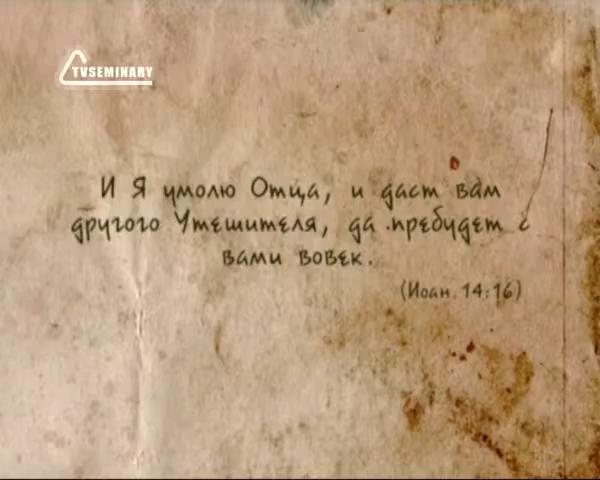 TVSEMINARY
И Я умолю Отца, и даст вам
другого Утешителя, да пребудет с
вами вовек.
(Иоан. 14:16)